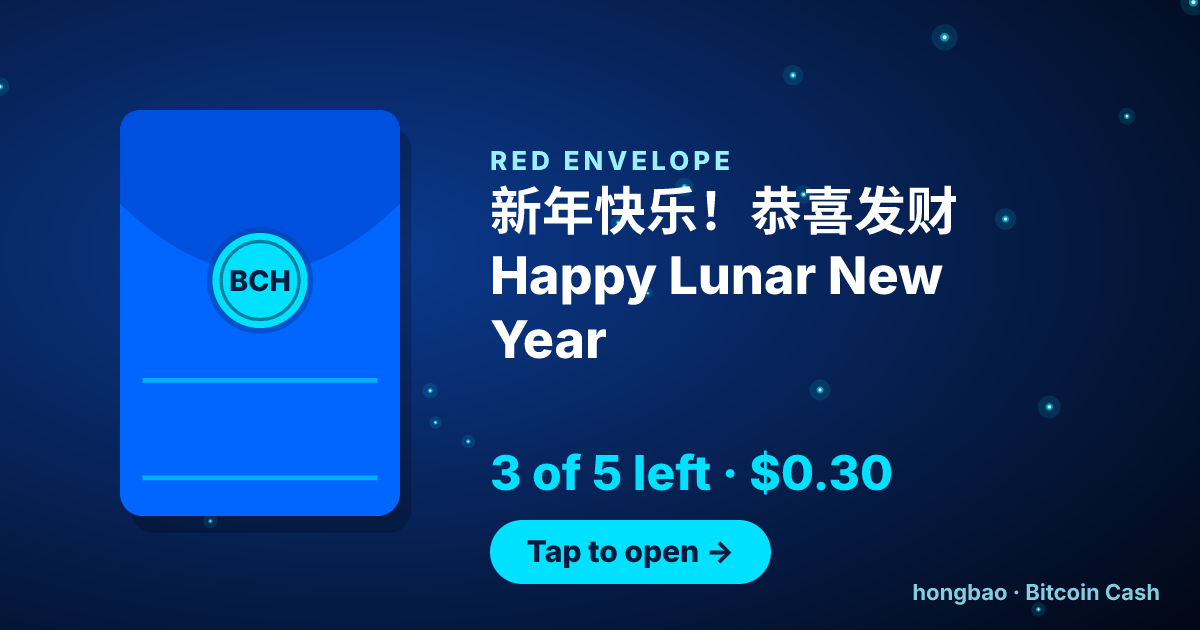 BCH
RED ENVELOPE
新年快乐！恭喜发财
Happy Lunar New
Year
3 of 5 left · $0.30
Tap to open →
hongbao · Bitcoin Cash